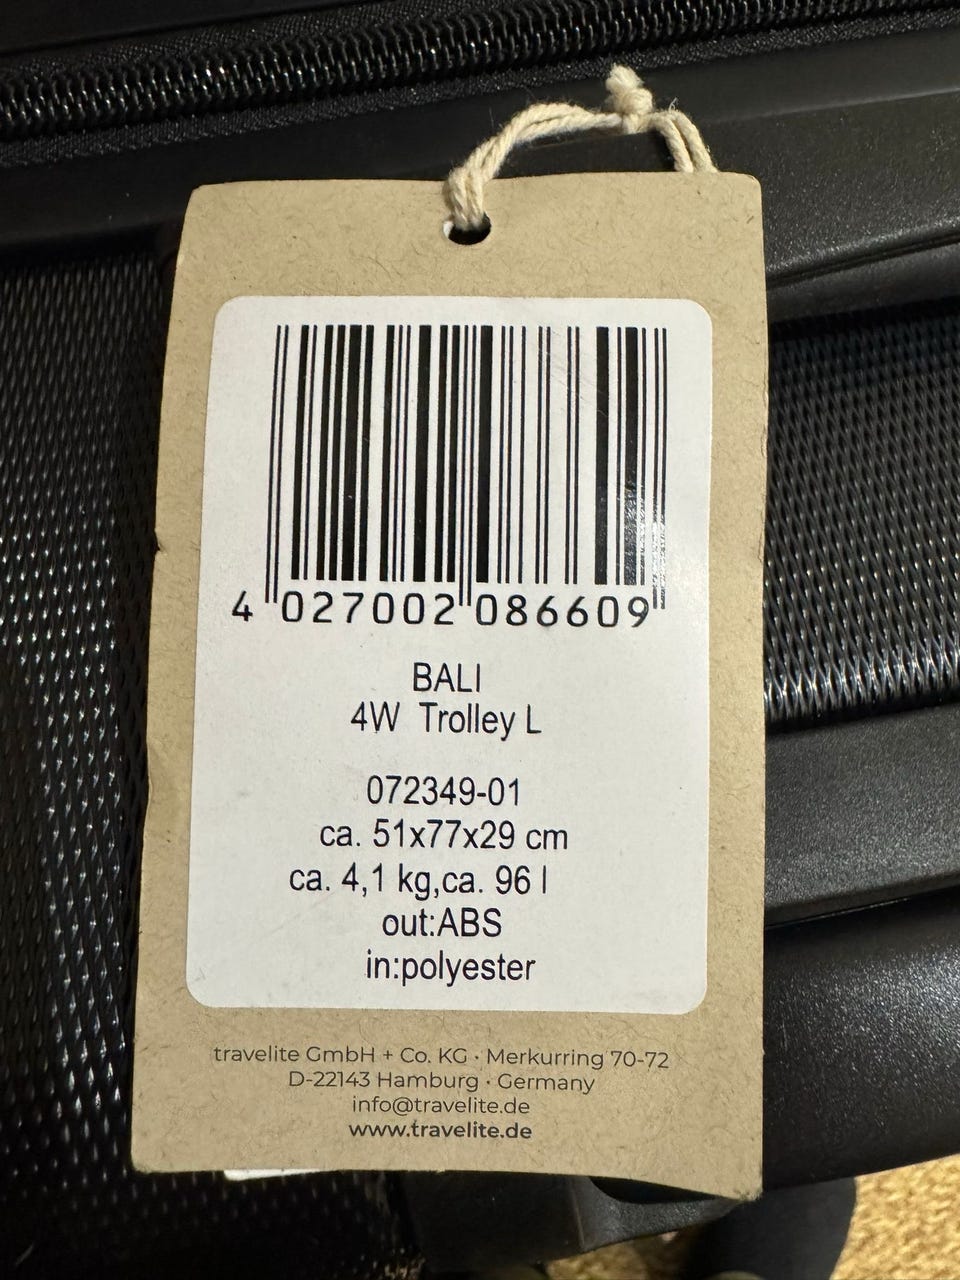 4 027002 086609
BALI
4W Trolley L
072349-01
ca. 51x77x29 cm
ca. 4,1 kg,ca. 96 l
out:ABS
in:polyester
travelite GmbH + Co. KG · Merkurring 70-72
D-22143 Hamburg · Germany
info@travelite.de
www.travelite.de